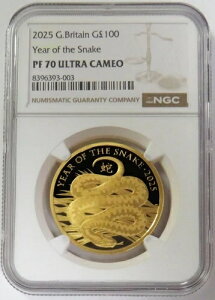 2025 G.Britain G£100
Year of the Snake
PF 70 ULTRA CAMEO
8396393-003
NUMISMATIC GUARANTY COMPANY
NGC
YEAR OF THE SNAKE·2025
蛇